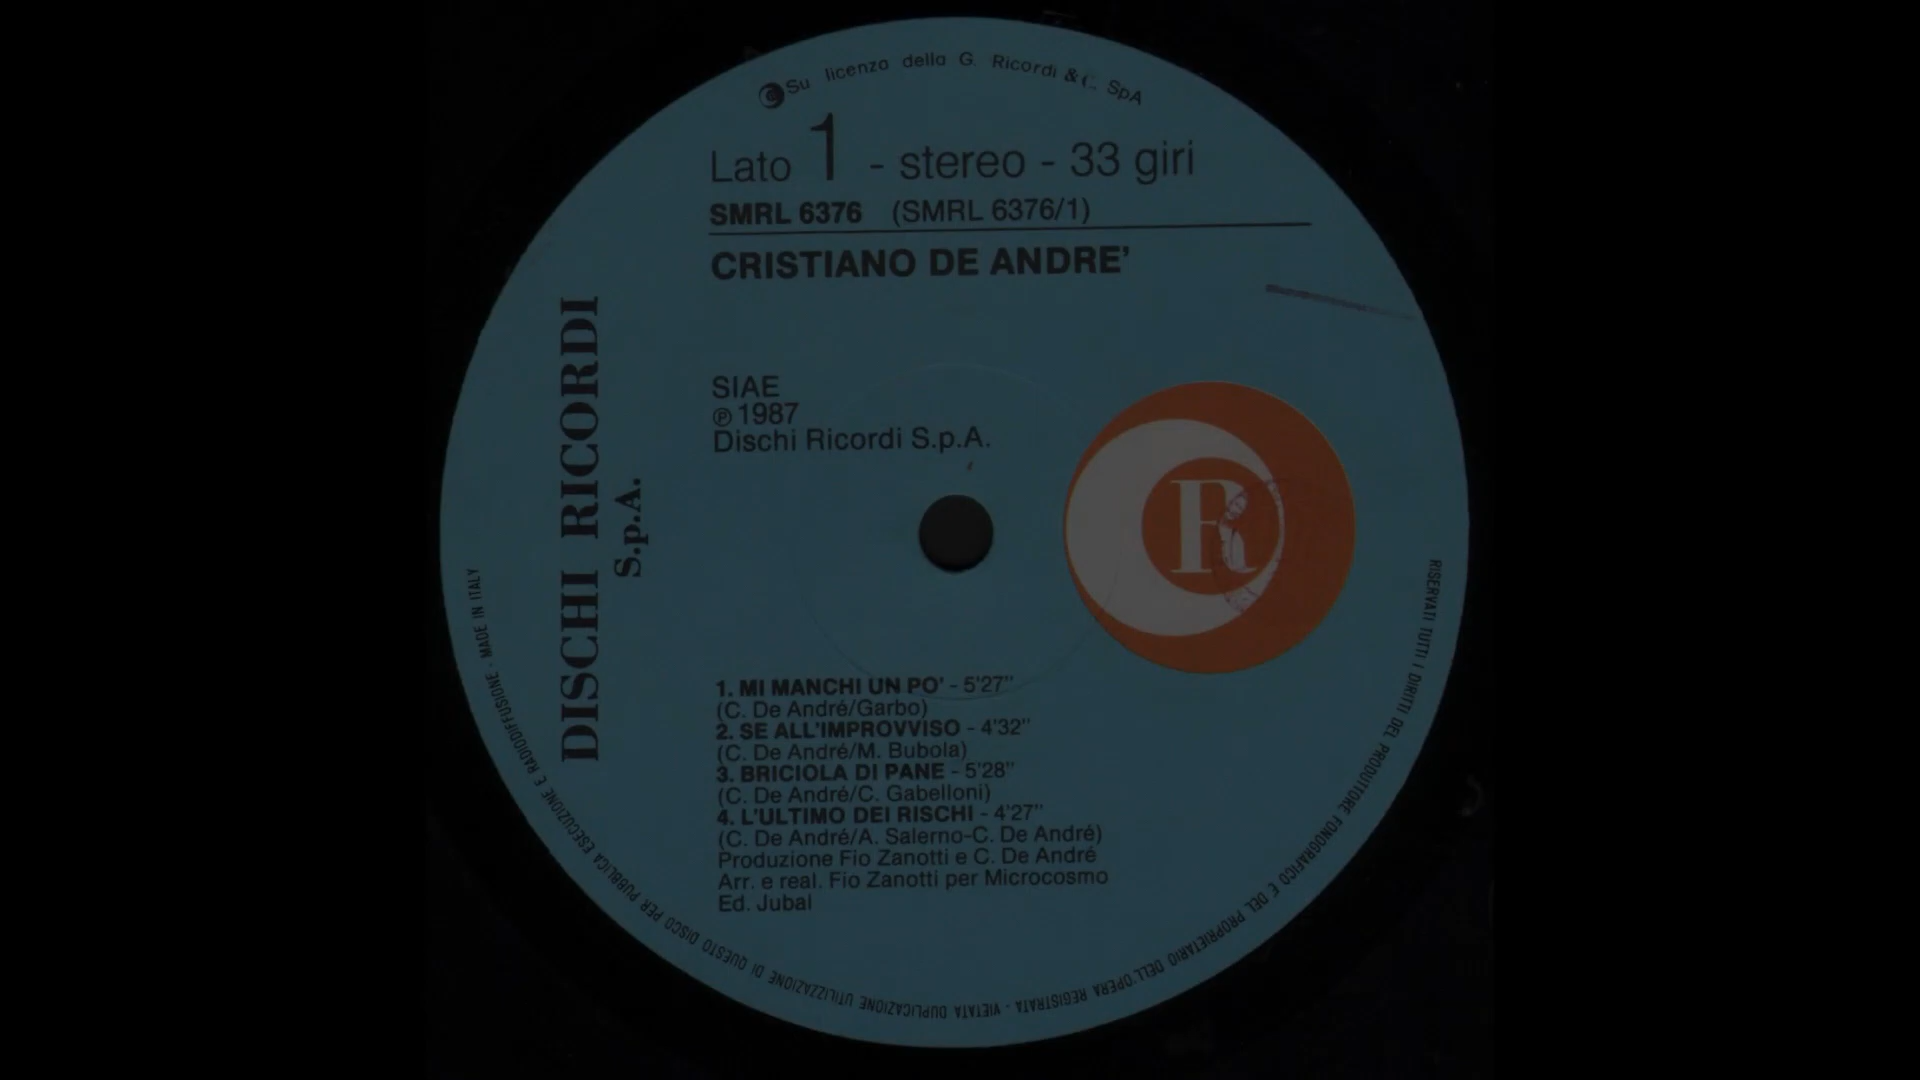 Su licenza della G. Ricordi & C. SpA
Lato 1 - stereo - 33 giri
SMRL 6376 (SMRL 6376/1)
CRISTIANO DE ANDRE'
SIAE
℗ 1987
Dischi Ricordi S.p.A.
DISCHI RICORDI
S.p.A.
R
1. MI MANCHI UN PO' - 5'27"
(C. De André/Garbo)
2. SE ALL'IMPROVVISO - 4'32"
(C. De André/M. Bubola)
3. BRICIOLA DI PANE - 5'28"
(C. De André/C. Gabelloni)
4. L'ULTIMO DEI RISCHI - 4'27"
(C. De André/A. Salerno-C. De André)
Produzione Fio Zanotti e C. De André
Arr. e real. Fio Zanotti per Microcosmo
Ed. Jubal
RISERVATI TUTTI I DIRITTI DEL PRODUTTORE FONOGRAFICO E DEL PROPRIETARIO DELL'OPERA REGISTRATA - VIETATA DUPLICAZIONE UTILIZZAZIONE DI QUESTO DISCO PER PUBBLICA ESECUZIONE E RADIODIFFUSIONE - MADE IN ITALY